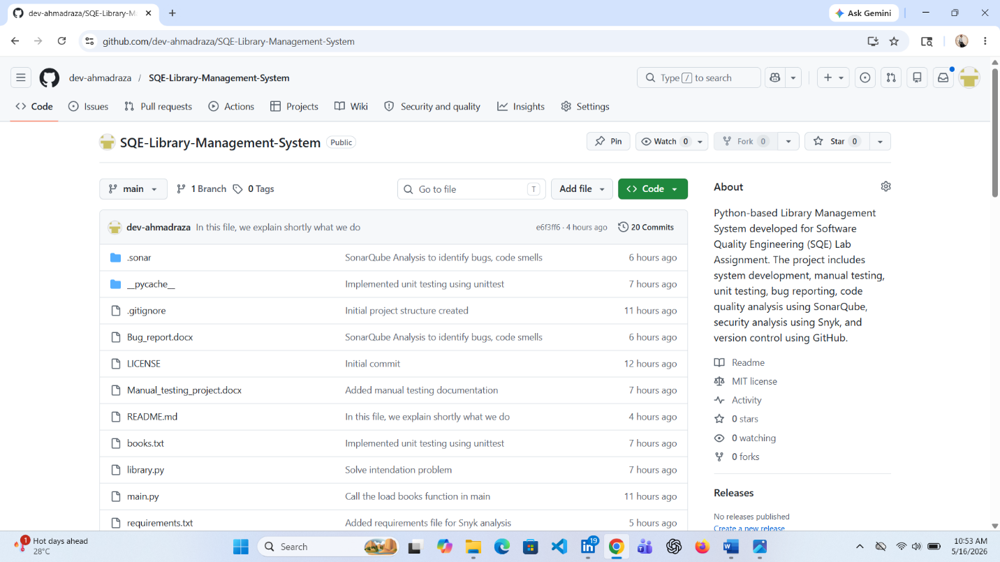 dev-ahmadraza/SQE-Library-M
Ask Gemini
github.com/dev-ahmadraza/SQE-Library-Management-System
dev-ahmadraza / SQE-Library-Management-System
Type / to search
Code Issues Pull requests Actions Projects Wiki Security and quality Insights Settings
SQE-Library-Management-System Public
Pin Watch 0 Fork 0 Star 0
main 1 Branch 0 Tags Go to file T Add file Code
dev-ahmadraza In this file, we explain shortly what we do e6f3ff6 · 4 hours ago 20 Commits
.sonar SonarQube Analysis to identify bugs, code smells 6 hours ago
__pycache__ Implemented unit testing using unittest 7 hours ago
.gitignore Initial project structure created 11 hours ago
Bug_report.docx SonarQube Analysis to identify bugs, code smells 6 hours ago
LICENSE Initial commit 12 hours ago
Manual_testing_project.docx Added manual testing documentation 7 hours ago
README.md In this file, we explain shortly what we do 4 hours ago
books.txt Implemented unit testing using unittest 7 hours ago
library.py Solve intendation problem 7 hours ago
main.py Call the load books function in main 11 hours ago
requirements.txt Added requirements file for Snyk analysis 5 hours ago
About
Python-based Library Management
System developed for Software
Quality Engineering (SQE) Lab
Assignment. The project includes
system development, manual testing,
unit testing, bug reporting, code
quality analysis using SonarQube,
security analysis using Snyk, and
version control using GitHub.
Readme
MIT license
Activity
0 stars
0 watching
0 forks
Releases
No releases published
Create a new release
1
Hot days ahead
28°C
Search
19
10:53 AM
5/16/2026